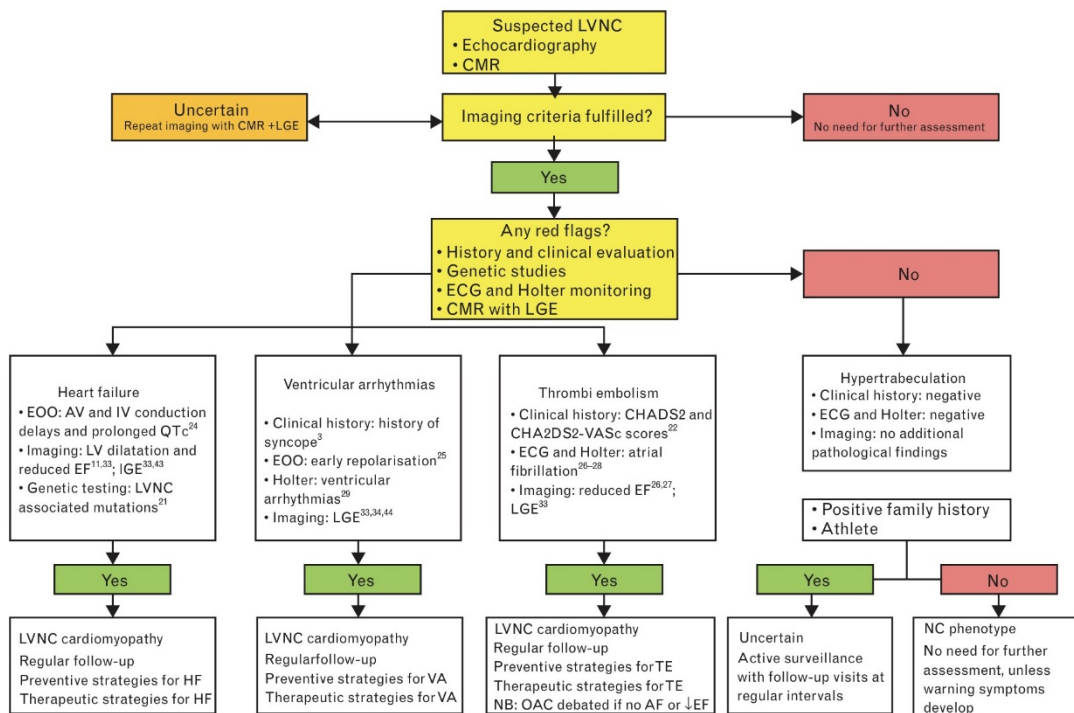 Suspected LVNC
• Echocardiography
• CMR
Uncertain
Repeat imaging with CMR +LGE
Imaging criteria fulfilled?
No
No need for further assessment
Yes
Any red flags?
• History and clinical evaluation
• Genetic studies
• ECG and Holter monitoring
• CMR with LGE
No
Heart failure
• EOO: AV and IV conduction
delays and prolonged QTc24
• Imaging: LV dilatation and
reduced EF11,33; IGE33,43
• Genetic testing: LVNC
associated mutations21
Ventricular arrhythmias
• Clinical history: history of
syncope3
• EOO: early repolarisation25
• Holter: ventricular
arrhythmias29
• Imaging: LGE33,34,44
Thrombi embolism
• Clinical history: CHADS2 and
CHA2DS2-VASc scores22
• ECG and Holter: atrial
fibrillation26–28
• Imaging: reduced EF26,27;
LGE33
Hypertrabeculation
• Clinical history: negative
• ECG and Holter: negative
• Imaging: no additional
pathological findings
• Positive family history
• Athlete
Yes
Yes
Yes
Yes
No
LVNC cardiomyopathy
Regular follow-up
Preventive strategies for HF
Therapeutic strategies for HF
LVNC cardiomyopathy
Regularfollow-up
Preventive strategies for VA
Therapeutic strategies for VA
LVNC cardiomyopathy
Regular follow-up
Preventive strategies for TE
Therapeutic strategies for TE
NB: OAC debated if no AF or ↓EF
Uncertain
Active surveillance
with follow-up visits at
regular intervals
NC phenotype
No need for further
assessment, unless
warning symptoms
develop